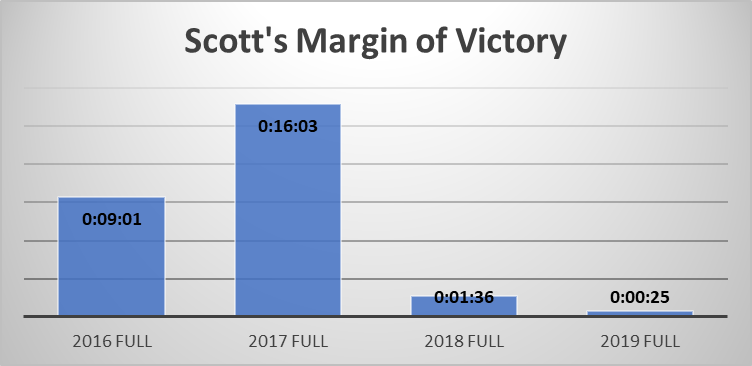 Scott's Margin of Victory
0:09:01
0:16:03
0:01:36
0:00:25
2016 FULL
2017 FULL
2018 FULL
2019 FULL